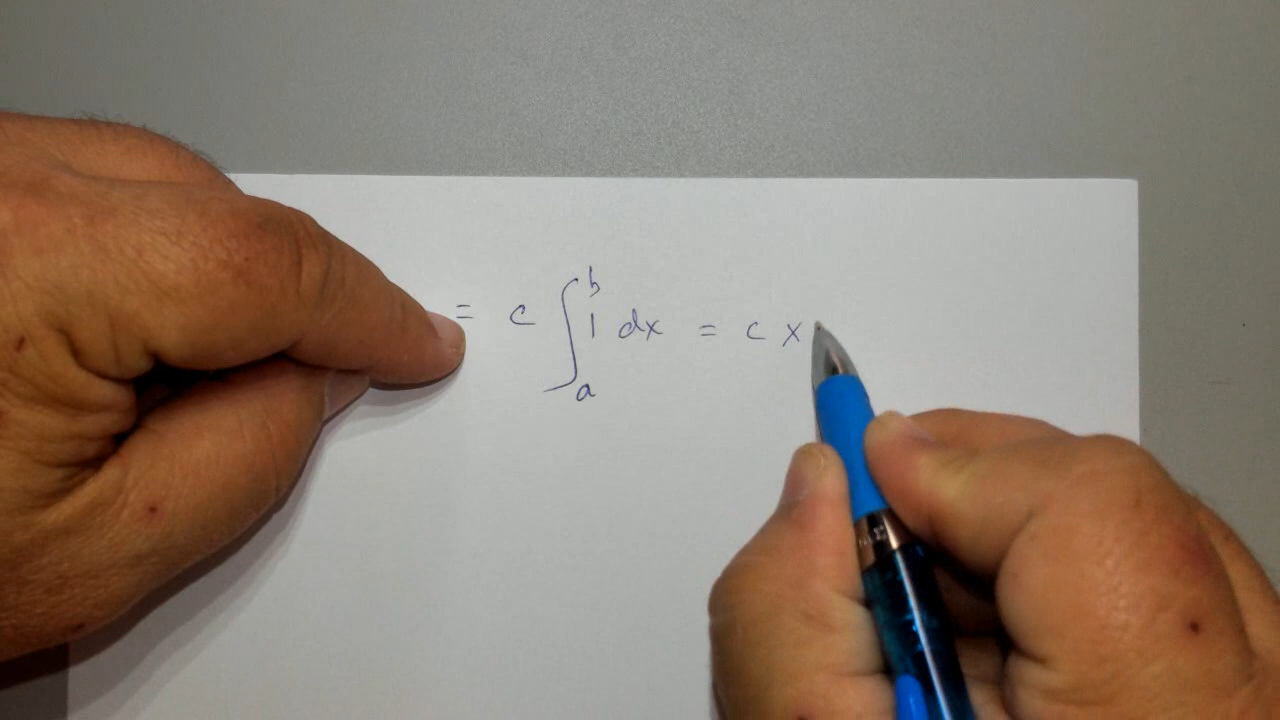 = c ∫_a^b 1 dx = c x